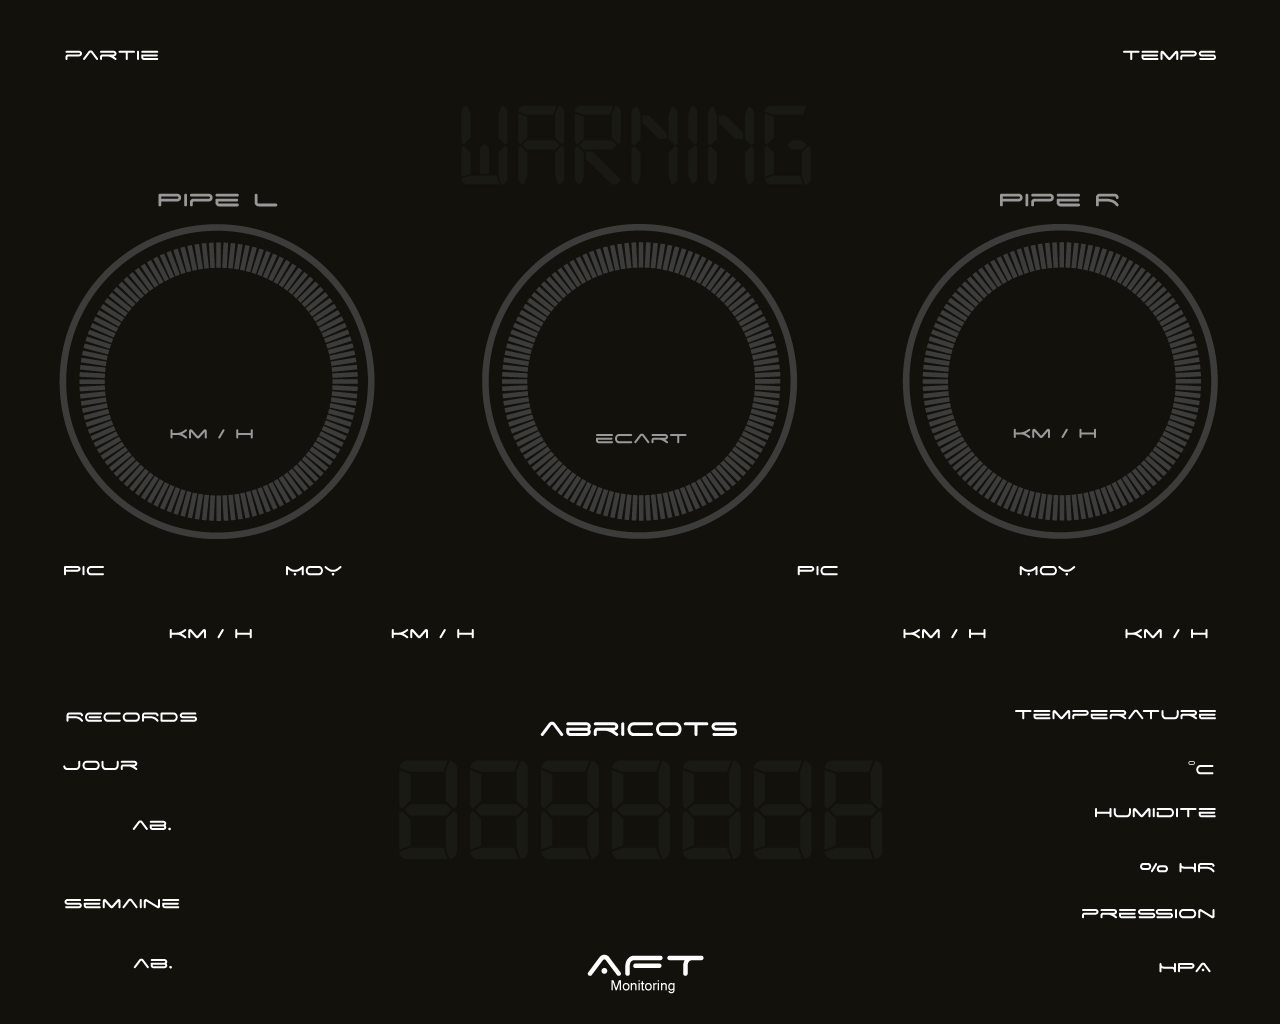 PARTIE
TEMPS
WARNING
PIPE L
PIPE R
KM / H
ECART
KM / H
PIC
MOY
PIC
MOY
KM / H
KM / H
KM / H
KM / H
RECORDS
ABRICOTS
TEMPERATURE
JOUR
°C
8888888
HUMIDITE
AB.
% HR
SEMAINE
PRESSION
AB.
AFT
HPA
Monitoring